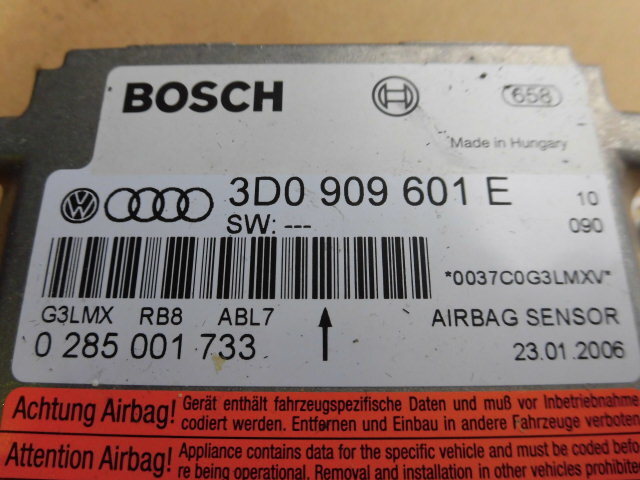 BOSCH
658
Made in Hungary
3D0 909 601 E 10
SW: --- 090
*0037C0G3LMXV*
G3LMX RB8 ABL7 AIRBAG SENSOR
0 285 001 733 23.01.2006
Achtung Airbag! Gerät enthält fahrzeugspezifische Daten und muß vor Inbetriebnahme
codiert werden. Entfernen und Einbau in andere Fahrzeuge verboten
Attention Airbag! Appliance contains data for the specific vehicle and must be coded befo-
re being operational. Removal and installation in other vehicles prohibited